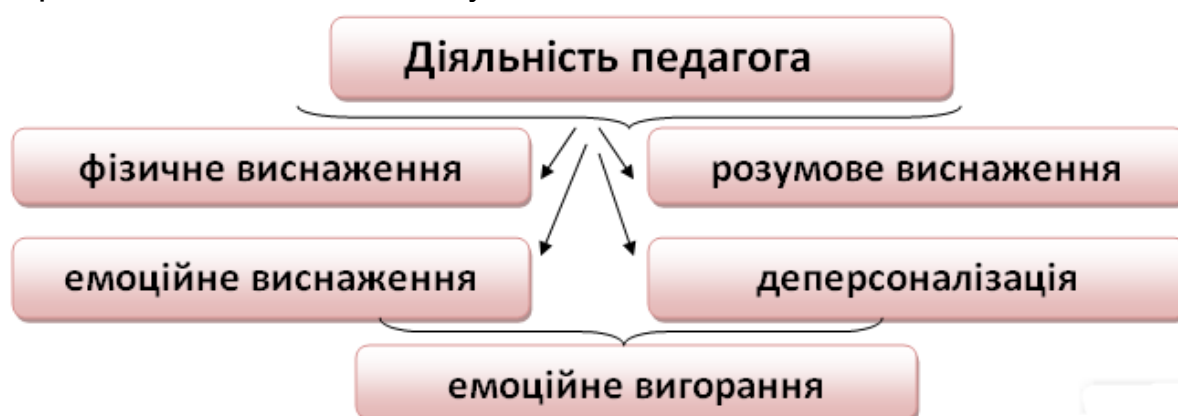 Діяльність педагога
фізичне виснаження
розумове виснаження
емоційне виснаження
деперсоналізація
емоційне вигорання